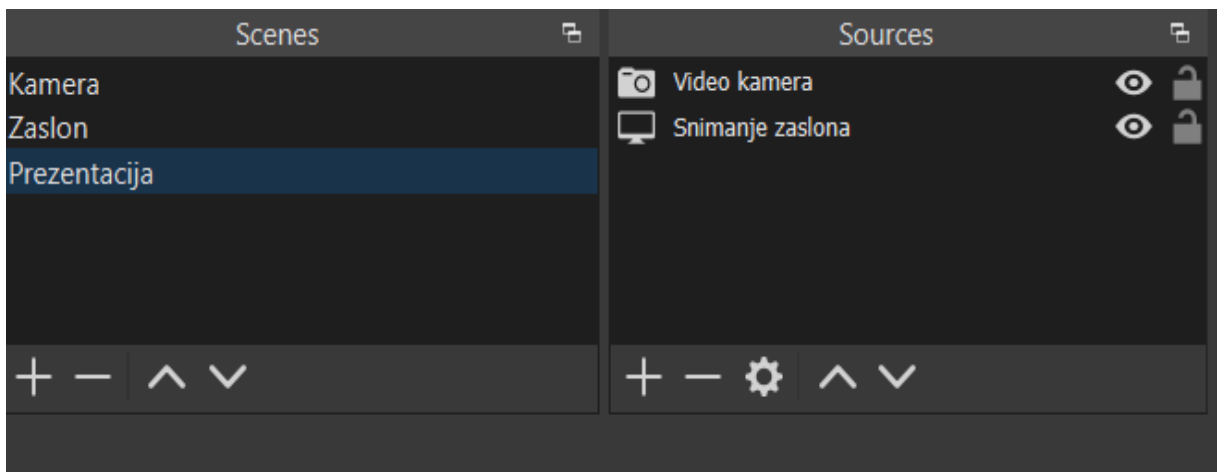 Scenes
Kamera
Zaslon
Prezentacija
Sources
Video kamera
Snimanje zaslona